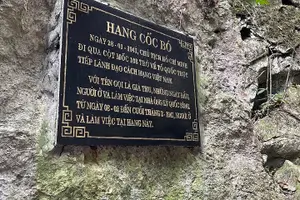 HANG CỐC BÓ
NGÀY 28-01-1941, CHỦ TỊCH HỒ CHÍ MINH
ĐI QUA CỘT MỐC 108 TRỞ VỀ TỔ QUỐC TRỰC
TIẾP LÃNH ĐẠO CÁCH MẠNG VIỆT NAM.
VỚI TÊN GỌI LÀ GIÀ THU, NHỮNG NGÀY ĐẦU,
NGƯỜI Ở VÀ LÀM VIỆC TẠI NHÀ ÔNG LÝ QUỐC SÚNG.
TỪ NGÀY 08-02 ĐẾN CUỐI THÁNG 3-1941, NGƯỜI Ở
VÀ LÀM VIỆC TẠI HANG NÀY.